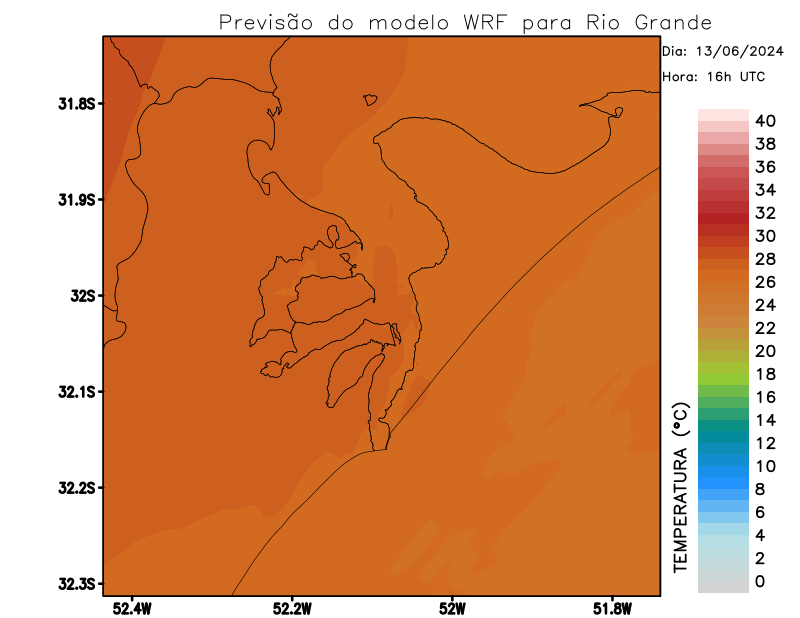 Previsão do modelo WRF para Rio Grande
Dia: 13/06/2024
Hora: 16h UTC
31.8S
31.9S
32S
32.1S
32.2S
32.3S
52.4W
52.2W
52W
51.8W
40
38
36
34
32
30
28
26
24
22
20
18
16
14
12
10
8
6
4
2
0
TEMPERATURA (°C)